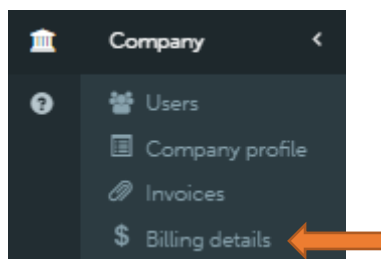 Company
Users
Company profile
Invoices
$ Billing details